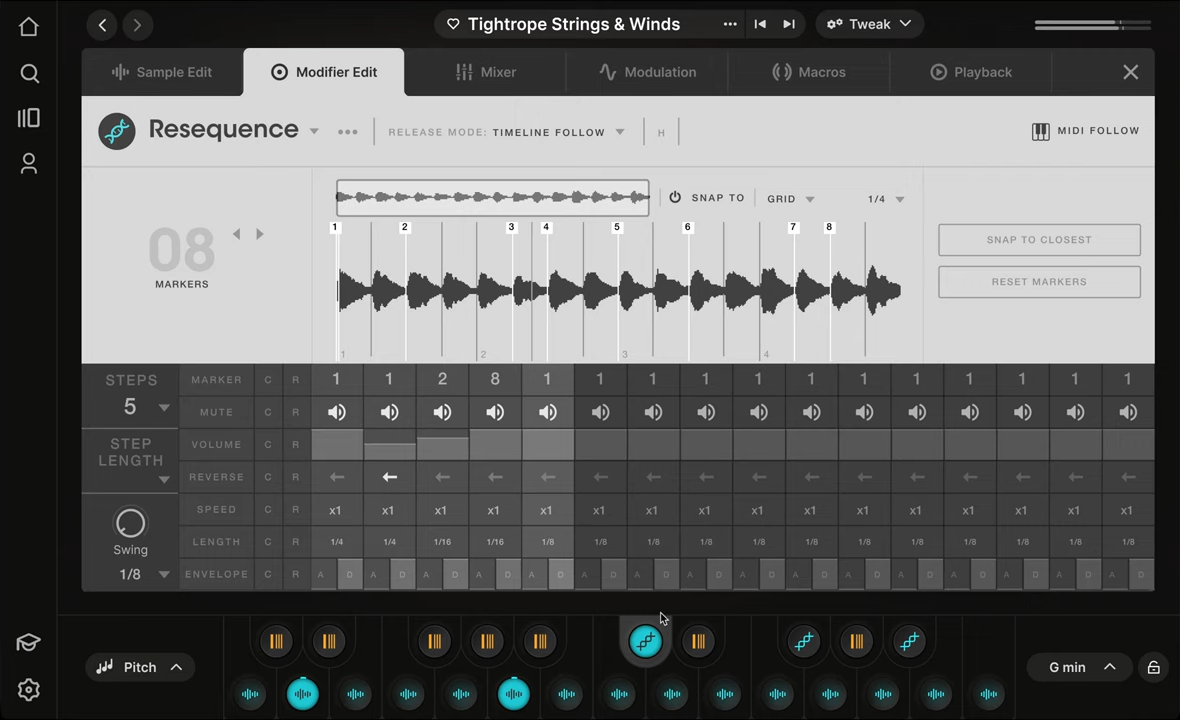 Tightrope Strings & Winds
Tweak
Sample Edit
Modifier Edit
Mixer
Modulation
Macros
Playback
Resequence
RELEASE MODE: TIMELINE FOLLOW
H
MIDI FOLLOW
SNAP TO
GRID
1/4
1 2 3 4 5 6 7 8
08
MARKERS
SNAP TO CLOSEST
RESET MARKERS
1 2 3 4
STEPS
5
MARKER C R 1 1 2 8 1 1 1 1 1 1 1 1 1 1 1 1
MUTE C R
STEP
LENGTH
VOLUME C R
REVERSE C R
SPEED C R x1 x1 x1 x1 x1 x1 x1 x1 x1 x1 x1 x1 x1 x1 x1 x1
Swing
LENGTH C R 1/4 1/4 1/16 1/16 1/8 1/8 1/8 1/8 1/8 1/8 1/8 1/8 1/8 1/8 1/8 1/8
1/8
ENVELOPE C R A D A D A D A D A D A D A D A D A D A D A D A D A D A D A D A D
Pitch
G min